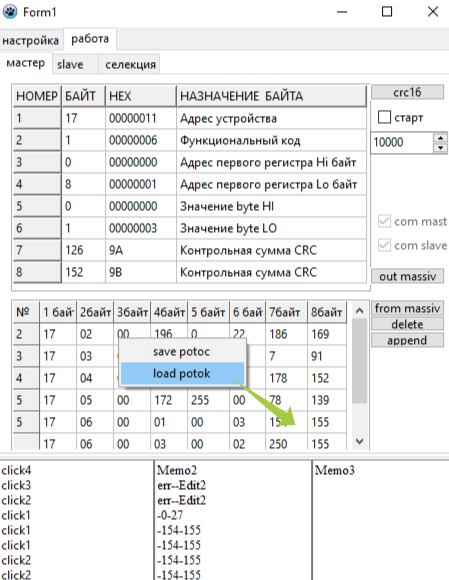 Form1
настройка работа
мастер slave селекция
НОМЕР БАЙТ HEX НАЗНАЧЕНИЕ БАЙТА
1 17 00000011 Адрес устройства
2 1 00000006 Функциональный код
3 0 00000000 Адрес первого регистра Hi байт
4 8 00000001 Адрес первого регистра Lo байт
5 0 00000000 Значение byte HI
6 1 00000003 Значение byte LO
7 126 9A Контрольная сумма CRC
8 152 9B Контрольная сумма CRC
crc16
старт
10000
com mast
com slave
out massiv
№ 1 байт 2байт 3байт 4байт 5 байт 6 байт 7байт 8байт
2 17 02 00 196 0 22 186 169
3 17 03 7 91
4 17 04 178 152
5 17 05 00 172 255 00 78 139
5 17 06 00 01 00 03 155
17 06 00 03 00 02 250 155
save potoc
load potok
from massiv
delete
append
click4 Memo2 Memo3
click3 err--Edit2
click2 err--Edit2
click1 -0-27
click1 -154-155
click1 -154-155
click2 -154-155
click2 -154-155